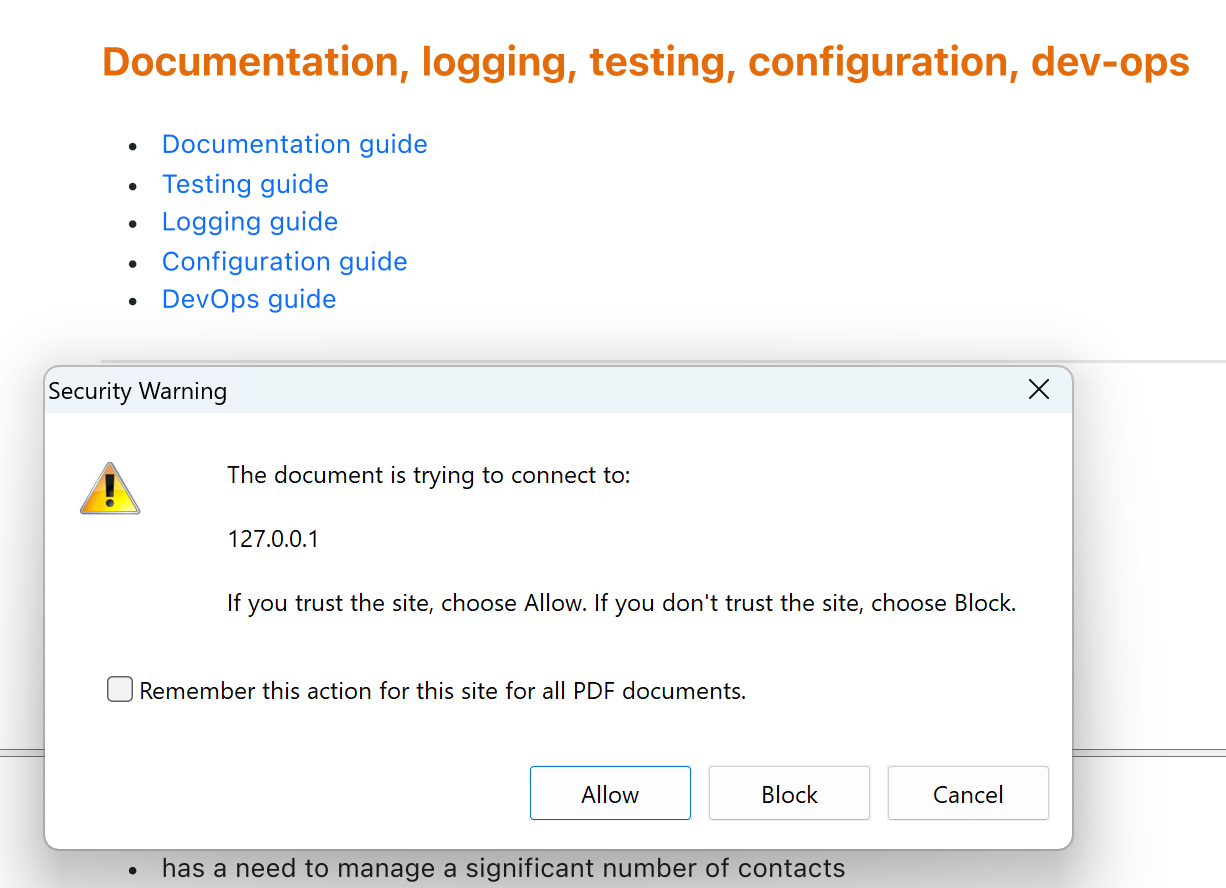 Documentation, logging, testing, configuration, dev-ops
Documentation guide
Testing guide
Logging guide
Configuration guide
DevOps guide
Security Warning
The document is trying to connect to:
127.0.0.1
If you trust the site, choose Allow. If you don't trust the site, choose Block.
Remember this action for this site for all PDF documents.
Allow Block Cancel
has a need to manage a significant number of contacts